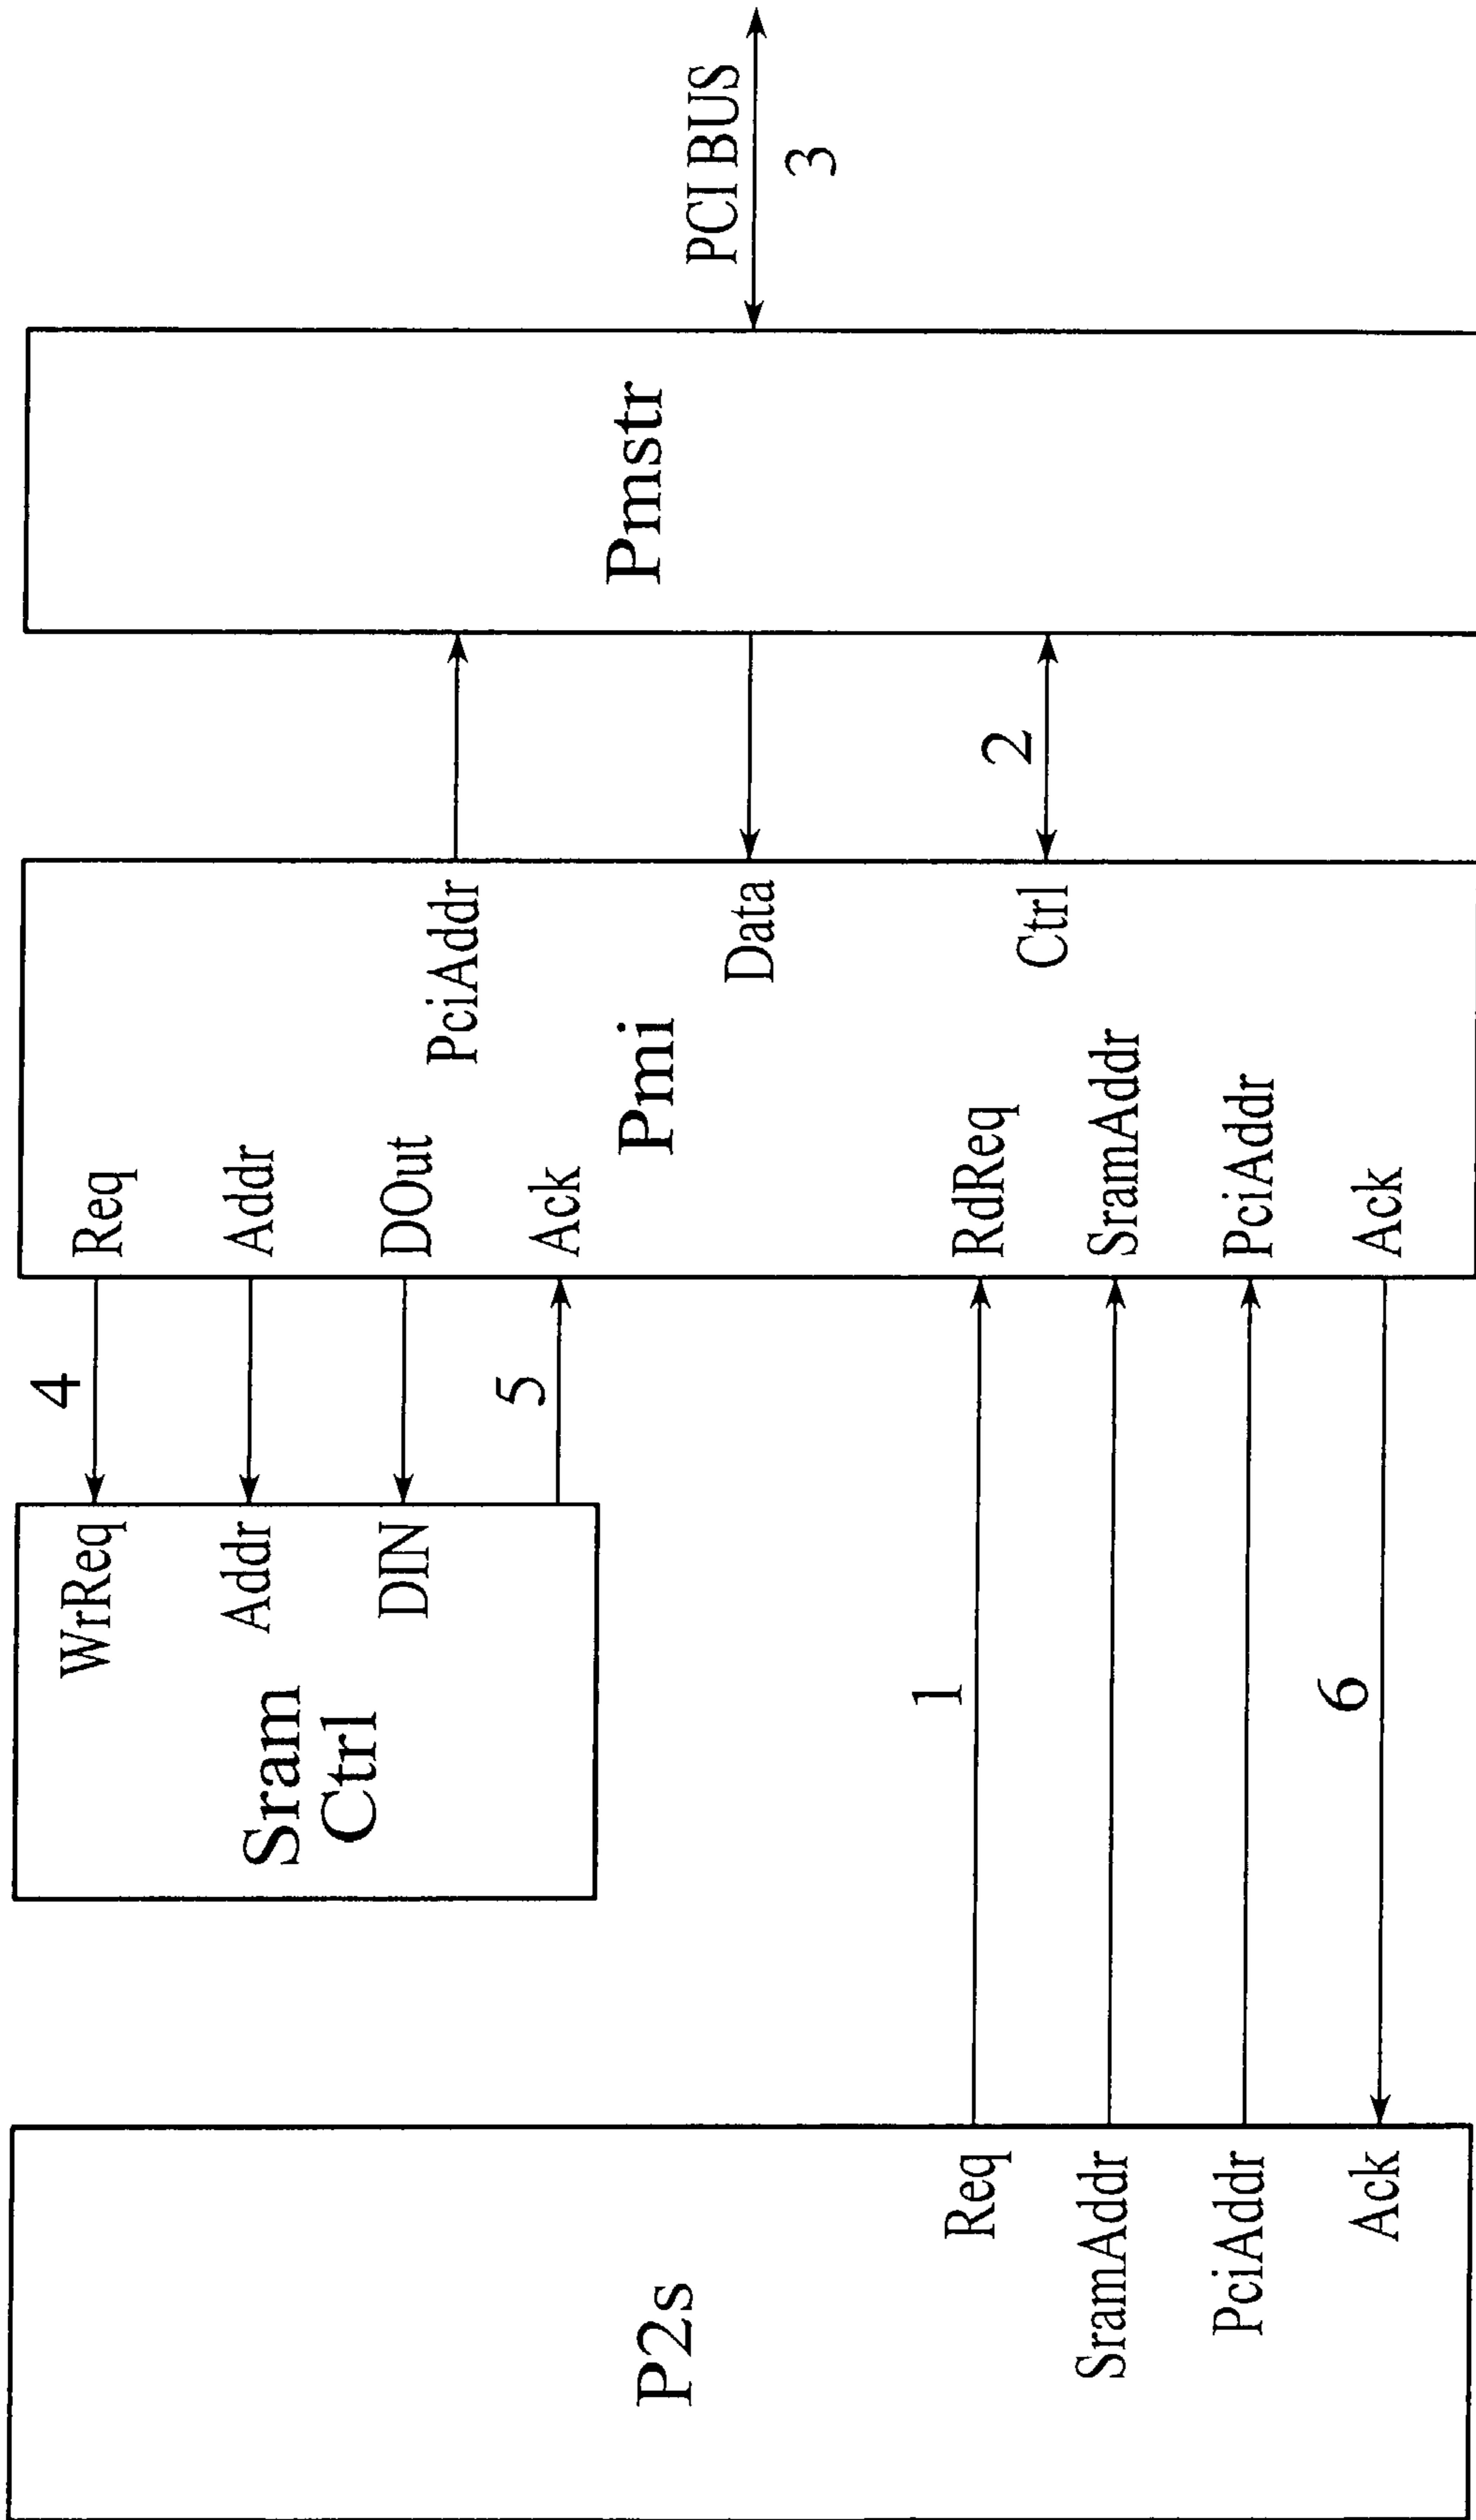 P2s
Req
SramAddr
PciAddr
Ack
1
6
Sram
Ctrl
WrReq
Addr
DIN
4
5
Req
Addr
DOut
Ack
Pmi
RdReq
SramAddr
PciAddr
Ack
PciAddr
Data
Ctrl
2
Pmstr
PCI BUS
3